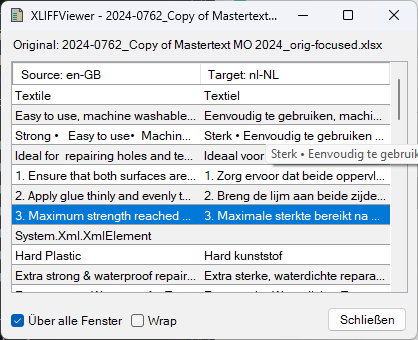 XLIFFViewer - 2024-0762_Copy of Mastertext...
Original: 2024-0762_Copy of Mastertext MO 2024_orig-focused.xlsx
Source: en-GB Target: nl-NL
Textile Textiel
Easy to use, machine washable... Eenvoudig te gebruiken, machi...
Strong • Easy to use• Machin... Sterk • Eenvoudig te gebruiken ...
Ideal for repairing holes and te... Ideaal voor
Sterk • Eenvoudig te gebruik
1. Ensure that both surfaces are... 1. Zorg ervoor dat beide oppervl...
2. Apply glue thinly and evenly t... 2. Breng de lijm aan beide zijde...
3. Maximum strength reached ... 3. Maximale sterkte bereikt na ...
System.Xml.XmlElement
Hard Plastic Hard kunststof
Extra strong & waterproof repair... Extra sterke, waterdichte repara...
Über alle Fenster Wrap Schließen